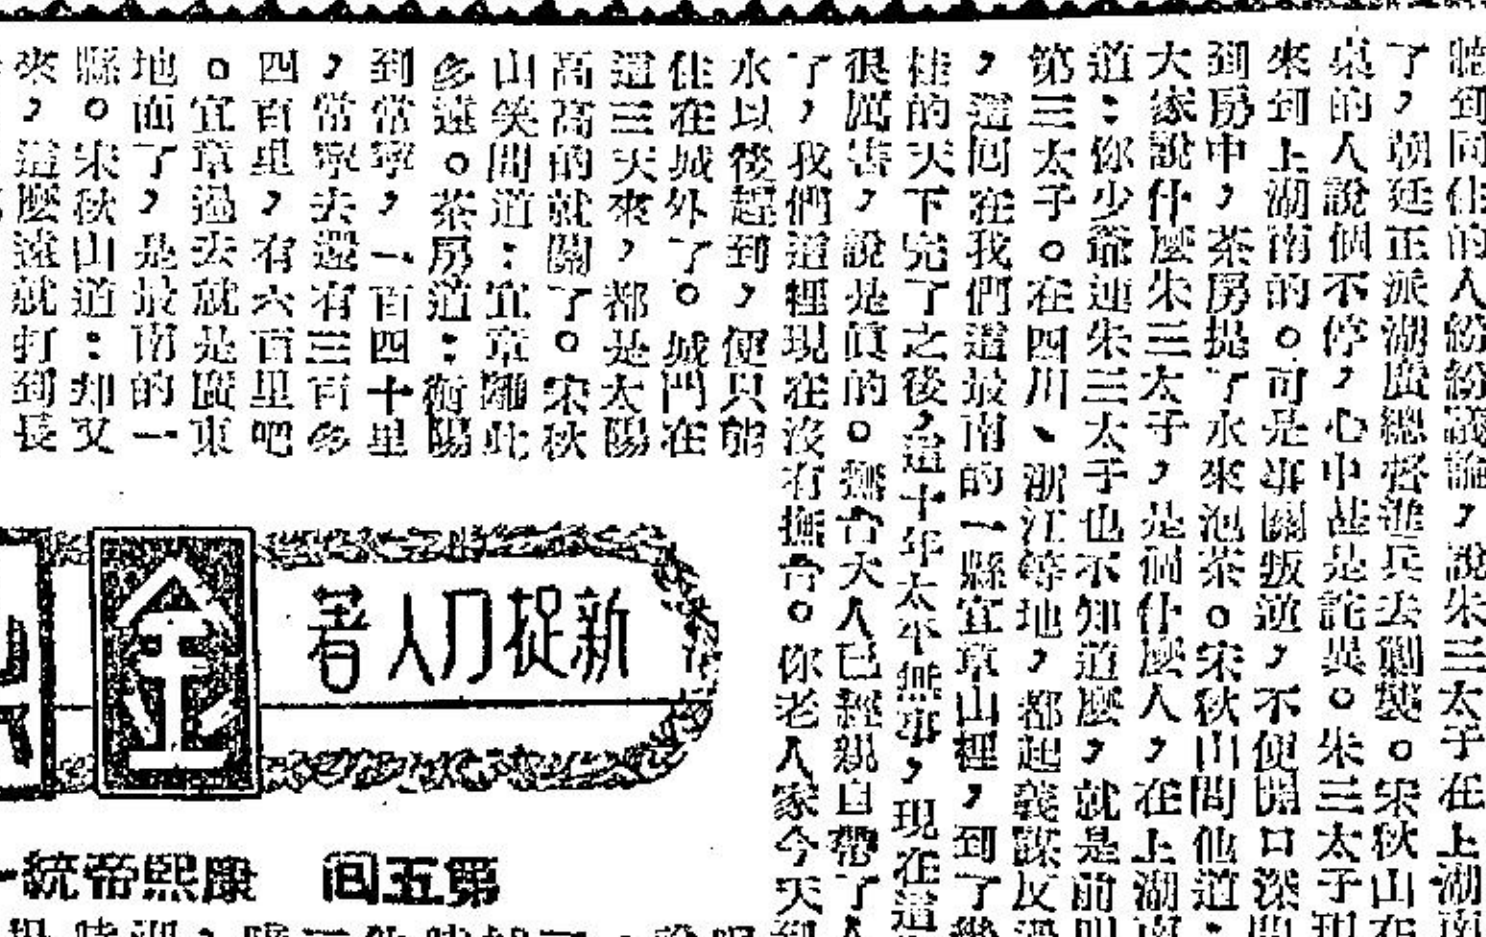 聽到同住的人紛紛議論，說朱三太子在上湖南
了，朝廷正派湖廣總督進兵去勦襲。宋秋山在
桌的人說個不停，心中甚是詫異。朱三太子現
來到上湖南的。可是事關叛逆，不便開口深問
到房中，茶房提了水來泡茶。宋秋山問他道：
大家說什麼朱三太子，是個什麼人，在上湖南
道：你少爺連朱三太子也不知道麼，就是前明
第三太子。在四川、浙江等地，都起義謀反過
，這回在我們這最南的一縣宜章山裡，到了幾
桂的天下完了之後，這十年太平無事，現在這
很厲害，說是眞的。撫台大人已經親自帶了人
了，我們道裡現在沒有撫台。你老人家今天到
水以後趕到，便只能
住在城外了。城門在
這三天來，都是太陽
高高的就關了。宋秋
山笑問道：宜章離此
多遠。茶房道：衡陽
到常寧，一百四十里
，常寧去還有三百多
四百里，有六百里吧
。宜章過去就是廣東
地面了，是最南的一
縣。宋秋山道：却又
來，這麼遠就打到長
新捉刀人著
金
第五回　康熙帝統一